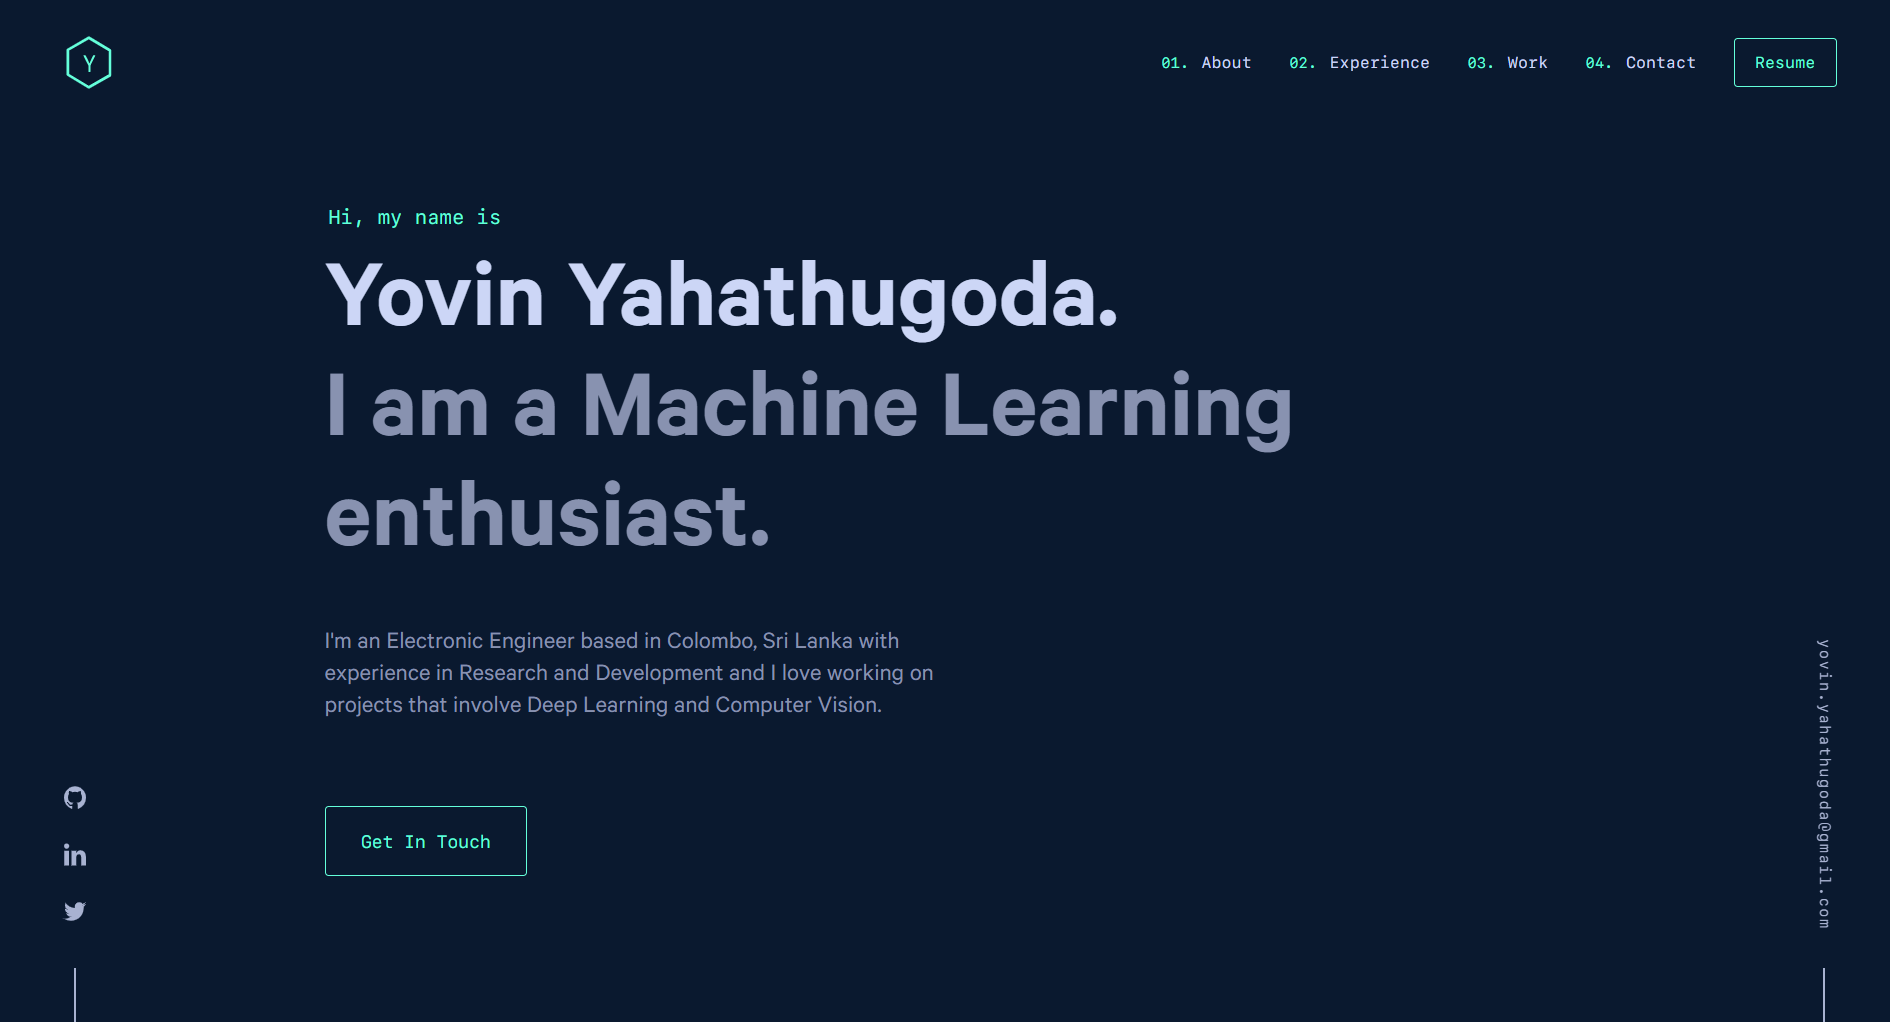 Y
01. About 02. Experience 03. Work 04. Contact Resume
Hi, my name is
Yovin Yahathugoda.
I am a Machine Learning
enthusiast.
I'm an Electronic Engineer based in Colombo, Sri Lanka with
experience in Research and Development and I love working on
projects that involve Deep Learning and Computer Vision.
Get In Touch
in
yovin.yahathugoda@gmail.com